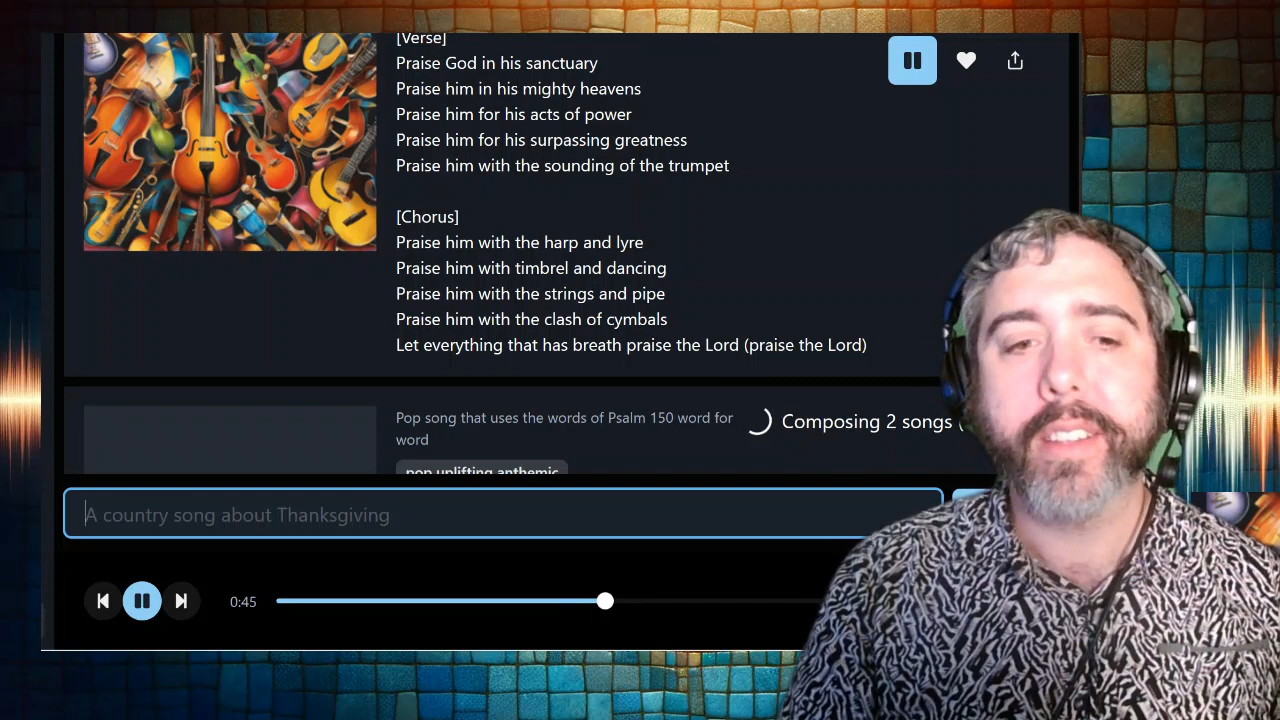 [Verse]
Praise God in his sanctuary
Praise him in his mighty heavens
Praise him for his acts of power
Praise him for his surpassing greatness
Praise him with the sounding of the trumpet
[Chorus]
Praise him with the harp and lyre
Praise him with timbrel and dancing
Praise him with the strings and pipe
Praise him with the clash of cymbals
Let everything that has breath praise the Lord (praise the Lord)
Pop song that uses the words of Psalm 150 word for
word
Composing 2 songs (
pop uplifting anthemic
A country song about Thanksgiving
0:45